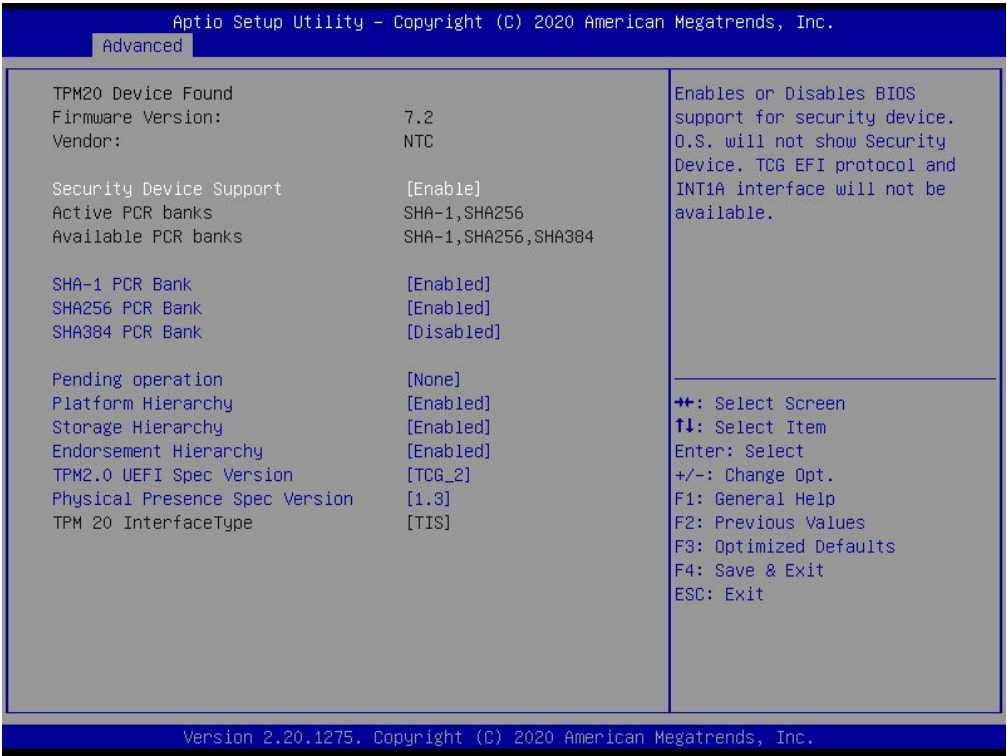 Aptio Setup Utility – Copyright (C) 2020 American Megatrends, Inc.
Advanced
TPM20 Device Found
Firmware Version: 7.2
Vendor: NTC
Security Device Support [Enable]
Active PCR banks SHA-1,SHA256
Available PCR banks SHA-1,SHA256,SHA384
SHA-1 PCR Bank [Enabled]
SHA256 PCR Bank [Enabled]
SHA384 PCR Bank [Disabled]
Pending operation [None]
Platform Hierarchy [Enabled]
Storage Hierarchy [Enabled]
Endorsement Hierarchy [Enabled]
TPM2.0 UEFI Spec Version [TCG_2]
Physical Presence Spec Version [1.3]
TPM 20 InterfaceType [TIS]
Enables or Disables BIOS
support for security device.
O.S. will not show Security
Device. TCG EFI protocol and
INT1A interface will not be
available.
→←: Select Screen
↑↓: Select Item
Enter: Select
+/-: Change Opt.
F1: General Help
F2: Previous Values
F3: Optimized Defaults
F4: Save & Exit
ESC: Exit
Version 2.20.1275. Copyright (C) 2020 American Megatrends, Inc.